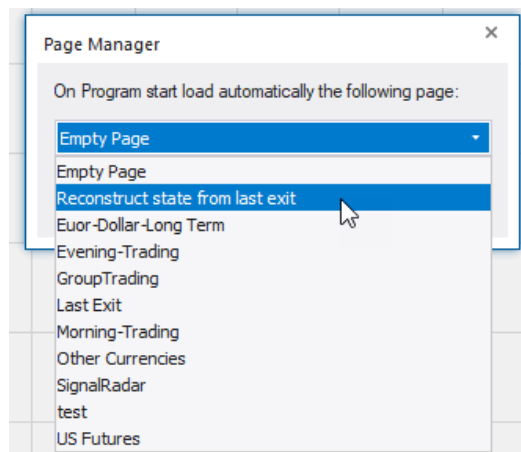 Page Manager
On Program start load automatically the following page:
Empty Page
Empty Page
Reconstruct state from last exit
Euor-Dollar-Long Term
Evening-Trading
GroupTrading
Last Exit
Morning-Trading
Other Currencies
SignalRadar
test
US Futures